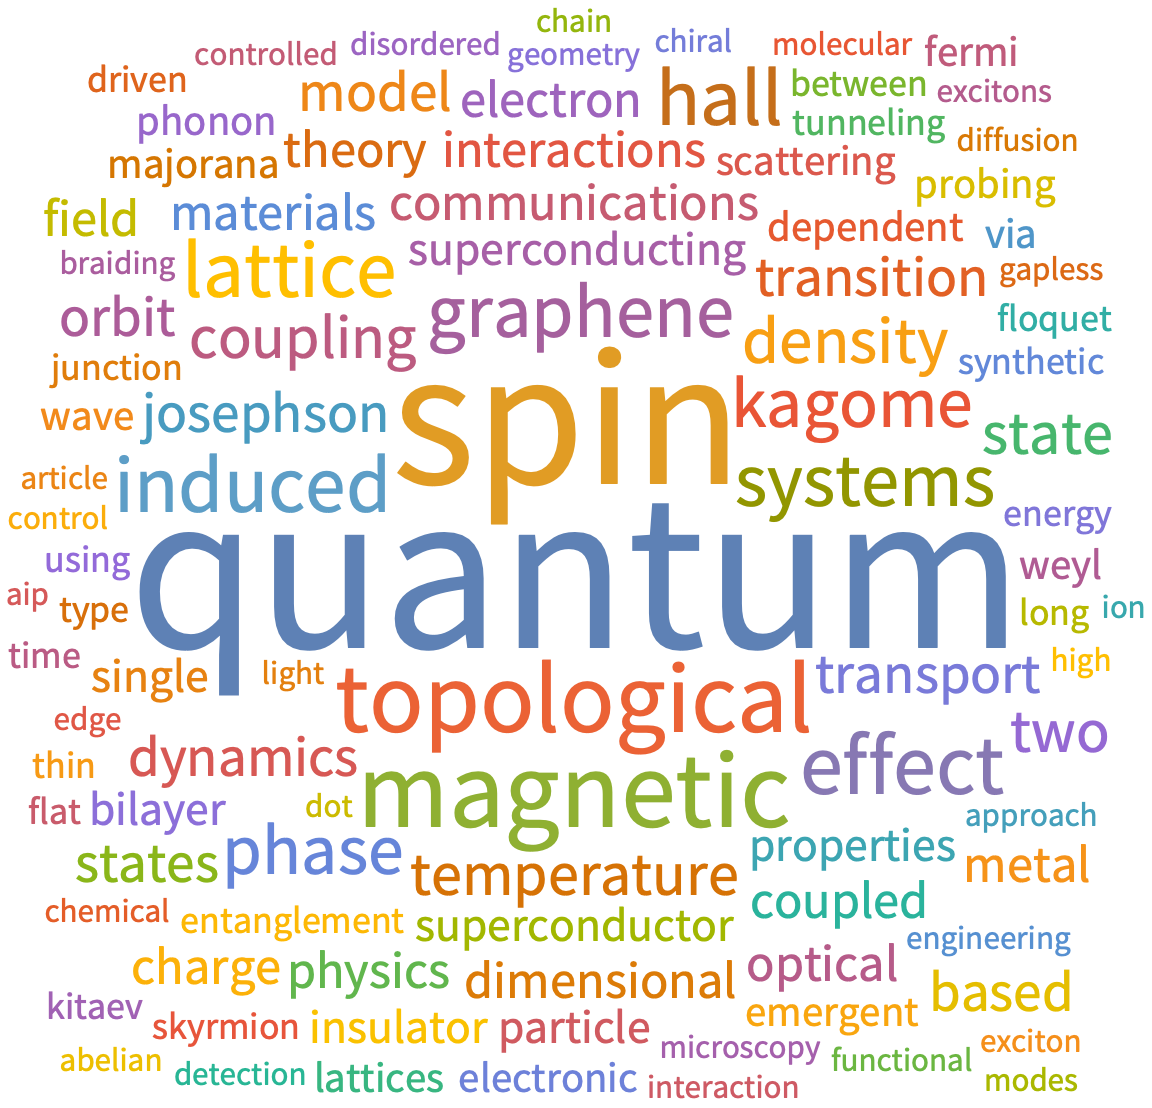 chain
controlled disordered geometry chiral molecular fermi
driven model electron hall between excitons
phonon tunneling
majorana theory interactions scattering diffusion
field materials communications probing
braiding lattice superconducting dependent via
orbit coupling graphene transition gapless
junction density floquet
wave josephson spin kagome synthetic
article induced systems state
control quantum energy
using weyl
aip type long ion
time single light topological transport high
edge dynamics two
thin magnetic effect
flat bilayer dot approach
states phase temperature properties metal
chemical entanglement superconductor coupled engineering
charge physics dimensional optical based
kitaev skyrmion insulator particle emergent
abelian microscopy functional exciton
detection lattices electronic interaction modes